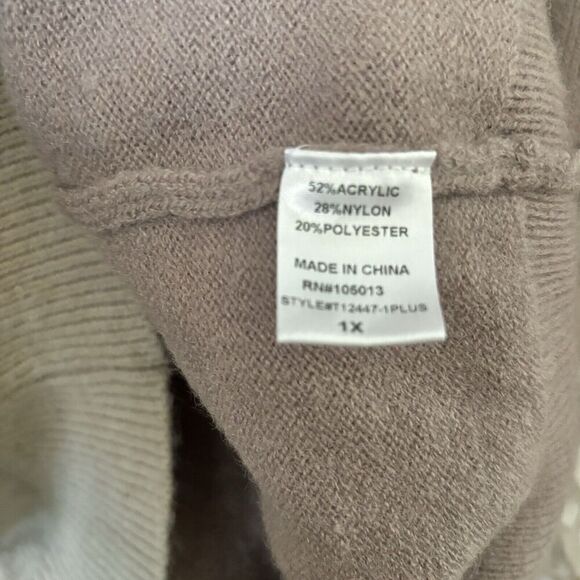 52%ACRYLIC
28%NYLON
20%POLYESTER
MADE IN CHINA
RN#105013
STYLE#T12447-1PLUS
1X